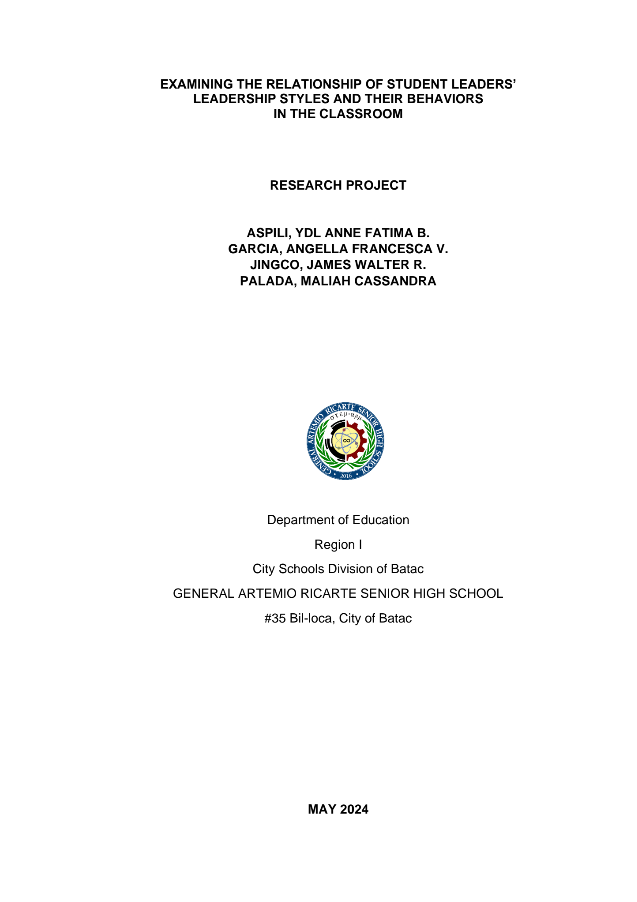 EXAMINING THE RELATIONSHIP OF STUDENT LEADERS’
LEADERSHIP STYLES AND THEIR BEHAVIORS
IN THE CLASSROOM
RESEARCH PROJECT
ASPILI, YDL ANNE FATIMA B.
GARCIA, ANGELLA FRANCESCA V.
JINGCO, JAMES WALTER R.
PALADA, MALIAH CASSANDRA
GENERAL ARTEMIO RICARTE SENIOR HIGH SCHOOL
2016
Department of Education
Region I
City Schools Division of Batac
GENERAL ARTEMIO RICARTE SENIOR HIGH SCHOOL
#35 Bil-loca, City of Batac
MAY 2024